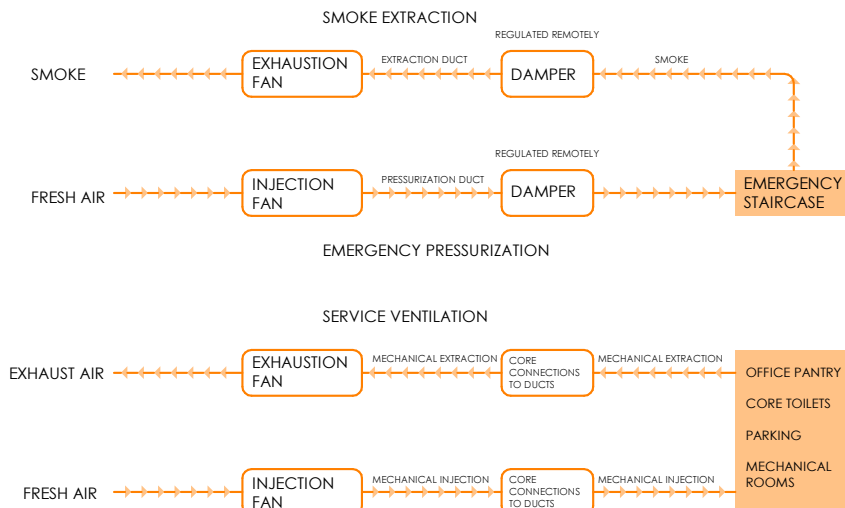 SMOKE EXTRACTION
REGULATED REMOTELY
SMOKE
EXHAUSTION
FAN
EXTRACTION DUCT
DAMPER
SMOKE
REGULATED REMOTELY
FRESH AIR
INJECTION
FAN
PRESSURIZATION DUCT
DAMPER
EMERGENCY
STAIRCASE
EMERGENCY PRESSURIZATION
SERVICE VENTILATION
EXHAUST AIR
EXHAUSTION
FAN
MECHANICAL EXTRACTION
CORE
CONNECTIONS
TO DUCTS
MECHANICAL EXTRACTION
OFFICE PANTRY
CORE TOILETS
PARKING
MECHANICAL
ROOMS
FRESH AIR
INJECTION
FAN
MECHANICAL INJECTION
CORE
CONNECTIONS
TO DUCTS
MECHANICAL INJECTION